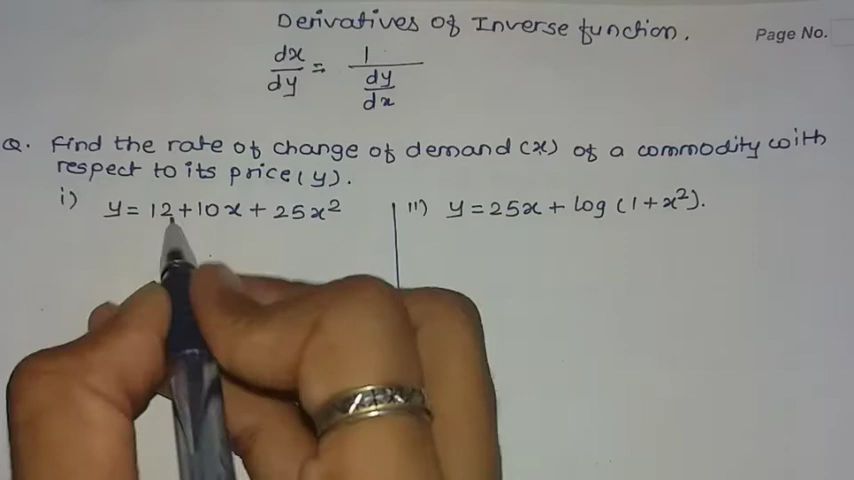 Derivatives of Inverse function.
Page No.
dx/dy = 1/(dy/dx)
Q. Find the rate of change of demand (x) of a commodity with
respect to its price (y).
i) y = 12 + 10x + 25x²
ii) y = 25x + log (1 + x²).